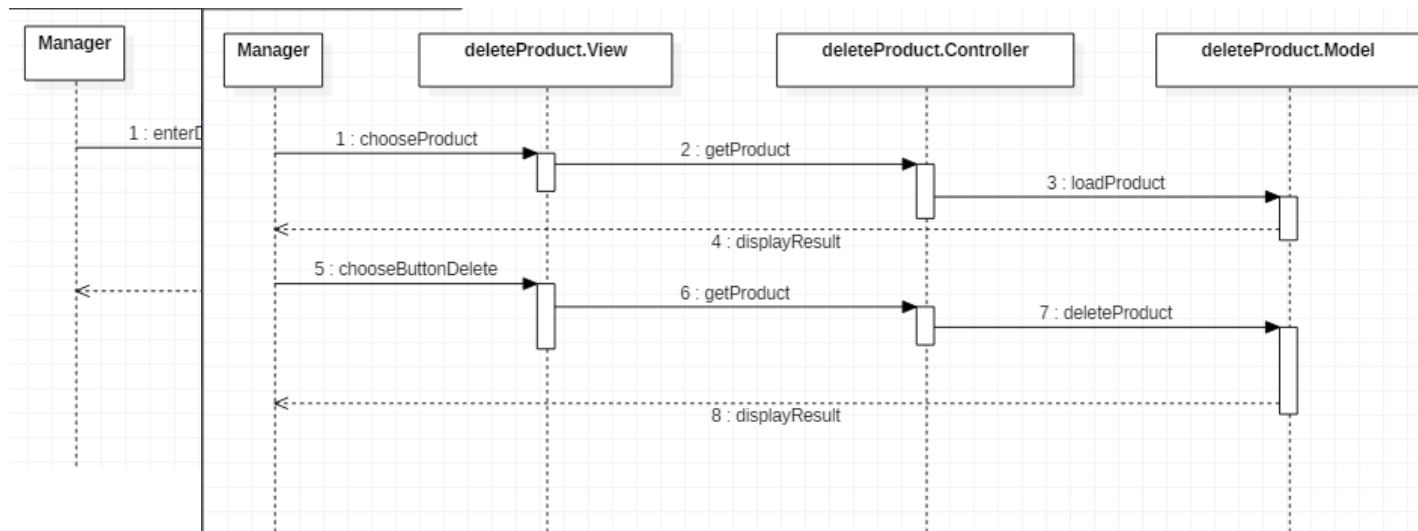 Manager
1 : enterD
Manager
deleteProduct.View
deleteProduct.Controller
deleteProduct.Model
1 : chooseProduct
2 : getProduct
3 : loadProduct
4 : displayResult
5 : chooseButtonDelete
6 : getProduct
7 : deleteProduct
8 : displayResult